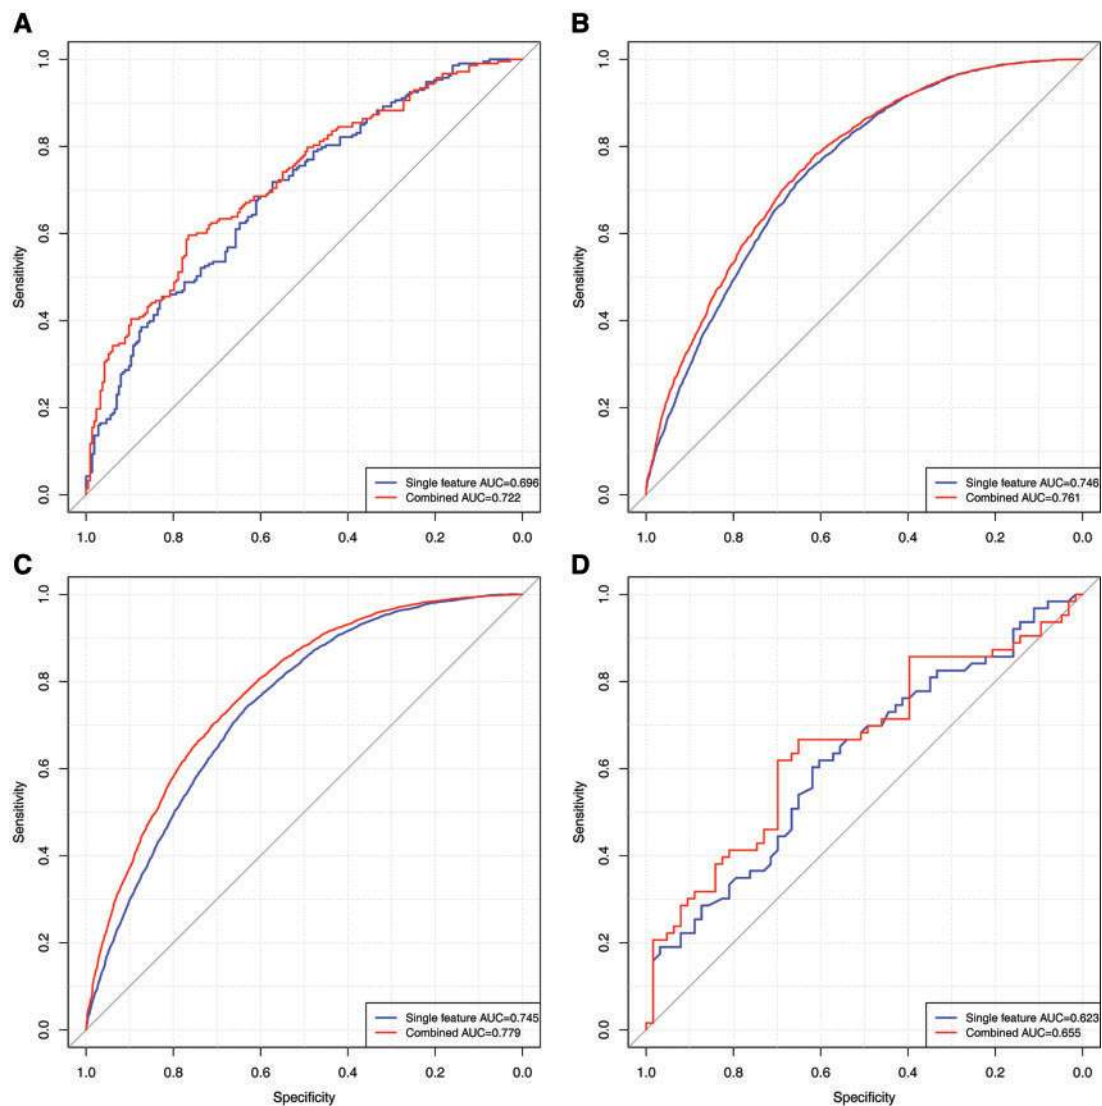 A
B
Sensitivity
1.0
0.8
0.6
0.4
0.2
0.0
Single feature AUC=0.696
Combined AUC=0.722
1.0 0.8 0.6 0.4 0.2 0.0
Sensitivity
1.0
0.8
0.6
0.4
0.2
0.0
Single feature AUC=0.746
Combined AUC=0.761
1.0 0.8 0.6 0.4 0.2 0.0
C
D
Sensitivity
1.0
0.8
0.6
0.4
0.2
0.0
Single feature AUC=0.745
Combined AUC=0.779
1.0 0.8 0.6 0.4 0.2 0.0
Specificity
Sensitivity
1.0
0.8
0.6
0.4
0.2
0.0
Single feature AUC=0.623
Combined AUC=0.655
1.0 0.8 0.6 0.4 0.2 0.0
Specificity